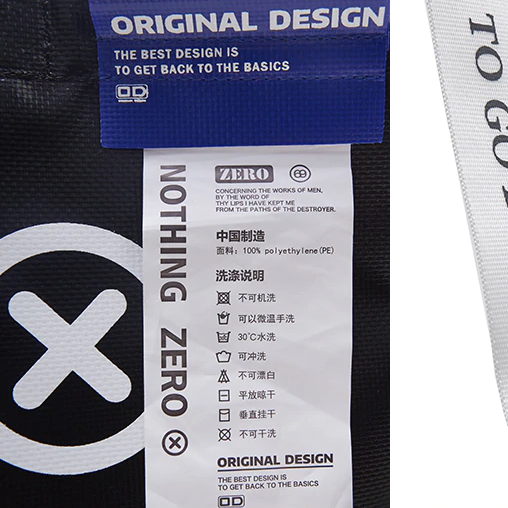 ORIGINAL DESIGN
THE BEST DESIGN IS
TO GET BACK TO THE BASICS
NOTHING ZERO
ZERO
CONCERNING THE WORKS OF MEN,
BY THE WORD OF
THY LIPS I HAVE KEPT ME
FROM THE PATHS OF THE DESTROYER.
中国制造
面料：100% polyethylene(PE)
洗涤说明
不可机洗
可以微温手洗
30℃水洗
可冲洗
不可漂白
平放晾干
垂直挂干
不可干洗
ORIGINAL DESIGN
THE BEST DESIGN IS
TO GET BACK TO THE BASICS
TO GO